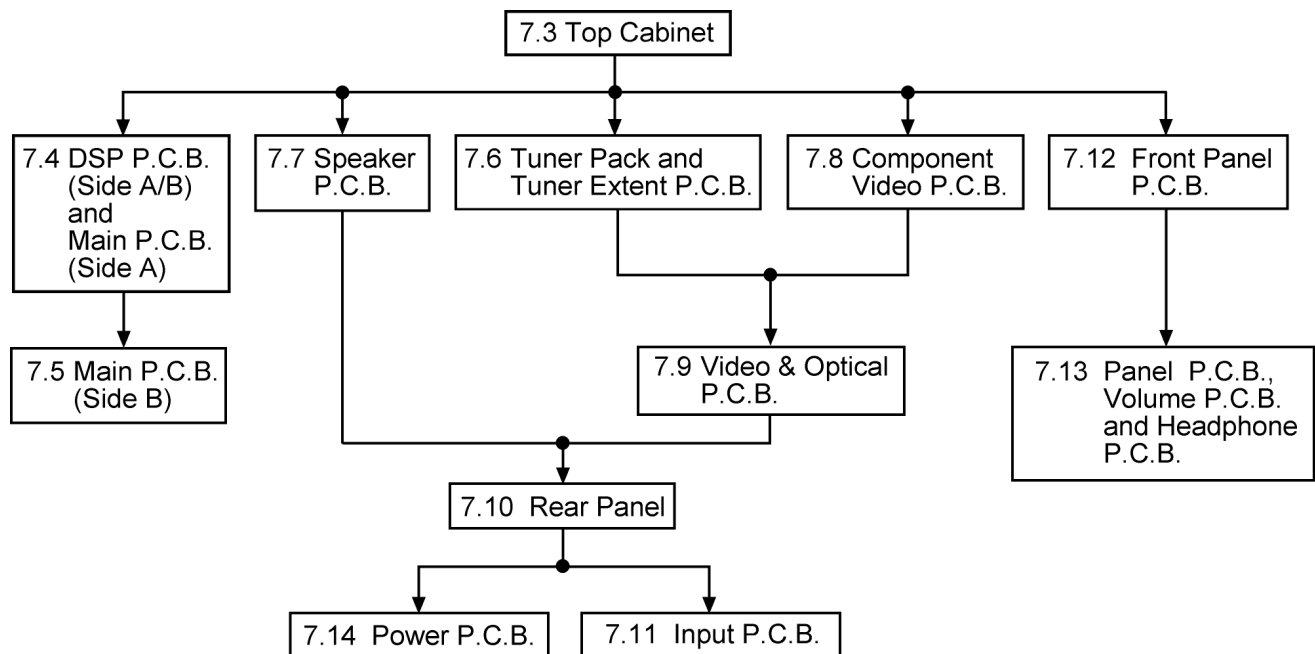 7.3 Top Cabinet
7.4 DSP P.C.B.
(Side A/B)
and
Main P.C.B.
(Side A)
7.7 Speaker
P.C.B.
7.6 Tuner Pack and
Tuner Extent P.C.B.
7.8 Component
Video P.C.B.
7.12 Front Panel
P.C.B.
7.5 Main P.C.B.
(Side B)
7.9 Video & Optical
P.C.B.
7.13 Panel P.C.B.,
Volume P.C.B.
and Headphone
P.C.B.
7.10 Rear Panel
7.14 Power P.C.B.
7.11 Input P.C.B.